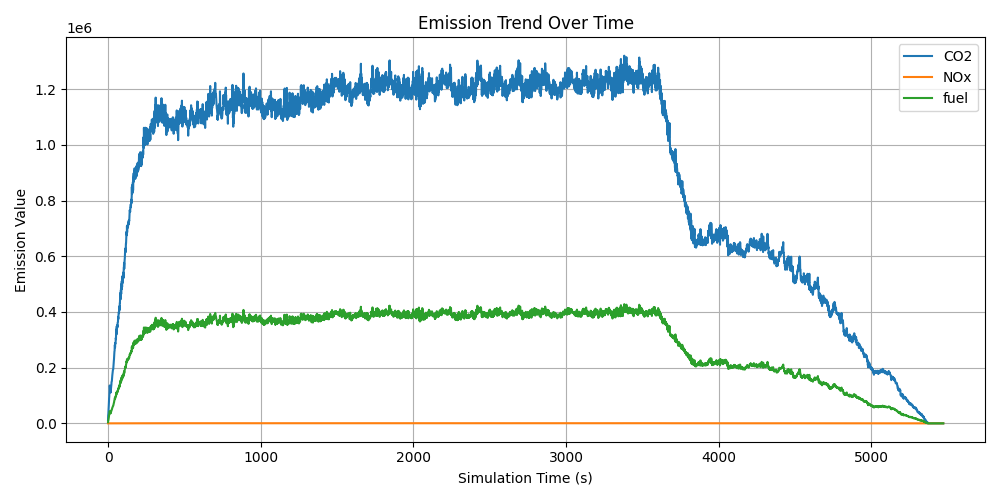 Emission Trend Over Time
1e6
CO2
NOx
fuel
1.2
1.0
0.8
0.6
0.4
0.2
0.0
Emission Value
0 1000 2000 3000 4000 5000
Simulation Time (s)